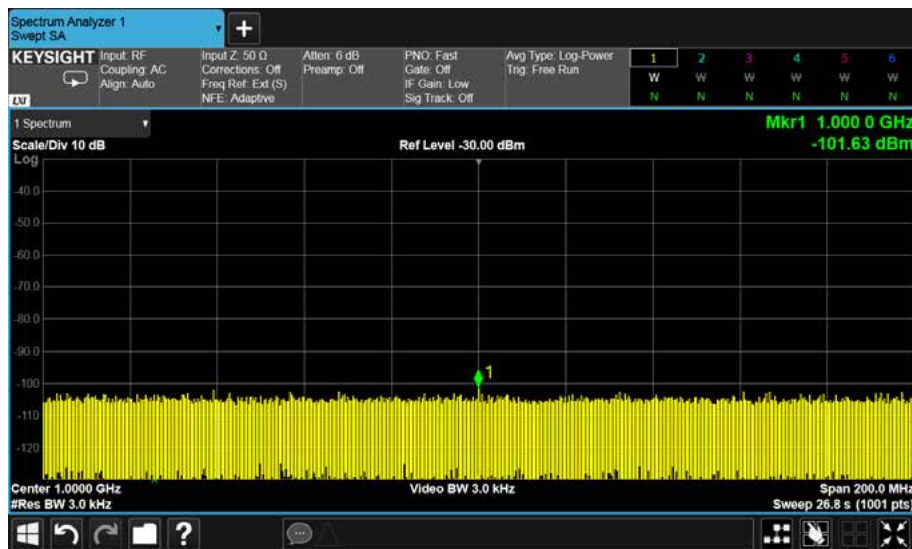 Spectrum Analyzer 1
Swept SA
+
KEYSIGHT Input: RF
Coupling: AC
Align: Auto
LXI
Input Z: 50 Ω
Corrections: Off
Freq Ref: Ext (S)
NFE: Adaptive
Atten: 6 dB
Preamp: Off
PNO: Fast
Gate: Off
IF Gain: Low
Sig Track: Off
Avg Type: Log-Power
Trig: Free Run
1 2 3 4 5 6
W W W W W W
N N N N N N
1 Spectrum
Mkr1 1.000 0 GHz
Scale/Div 10 dB Ref Level -30.00 dBm -101.63 dBm
Log
-40.0
-50.0
-60.0
-70.0
-80.0
-90.0
1
-100
-110
-120
Center 1.0000 GHz Video BW 3.0 kHz Span 200.0 MHz
#Res BW 3.0 kHz Sweep 26.8 s (1001 pts)
?